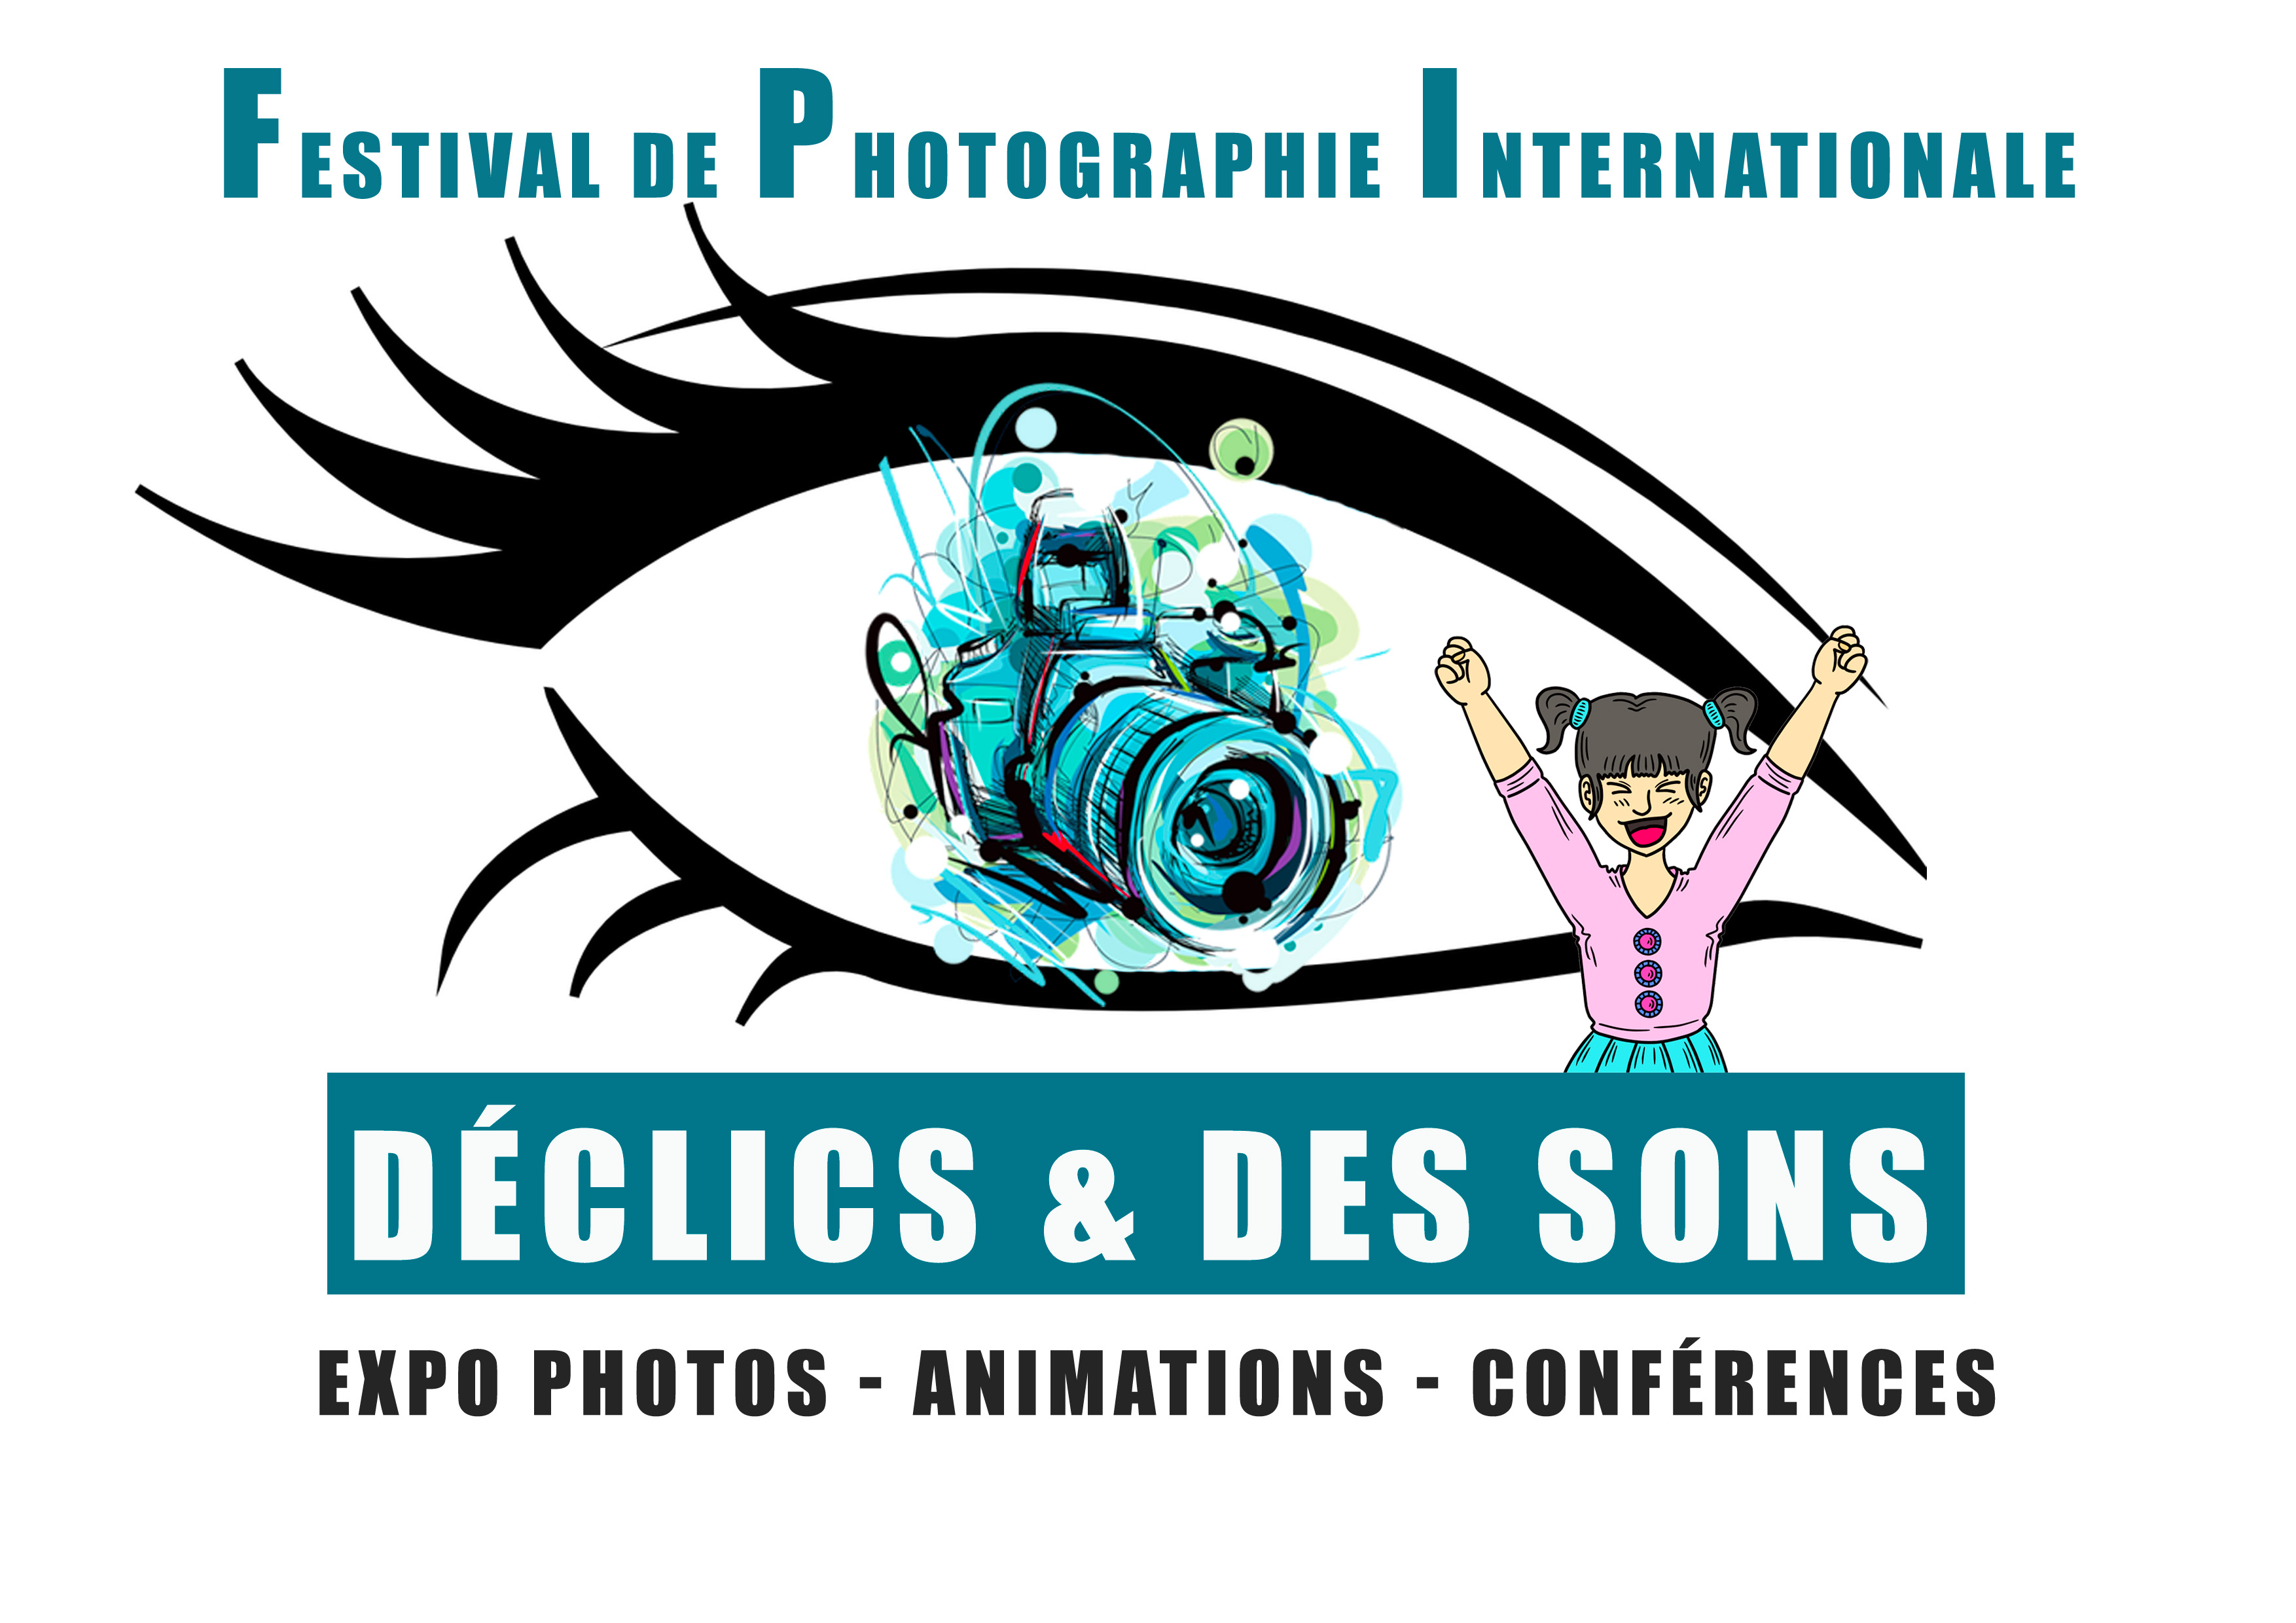 Festival de Photographie Internationale
DÉCLICS & DES SONS
EXPO PHOTOS - ANIMATIONS - CONFÉRENCES